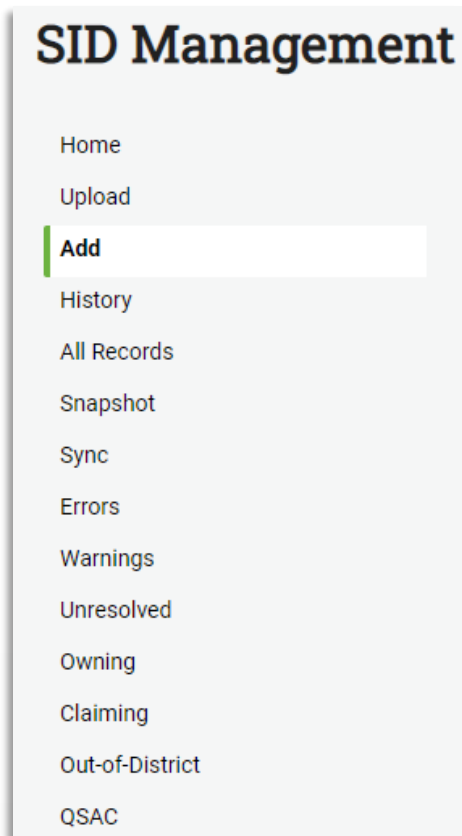 SID Management
Home
Upload
Add
History
All Records
Snapshot
Sync
Errors
Warnings
Unresolved
Owning
Claiming
Out-of-District
QSAC